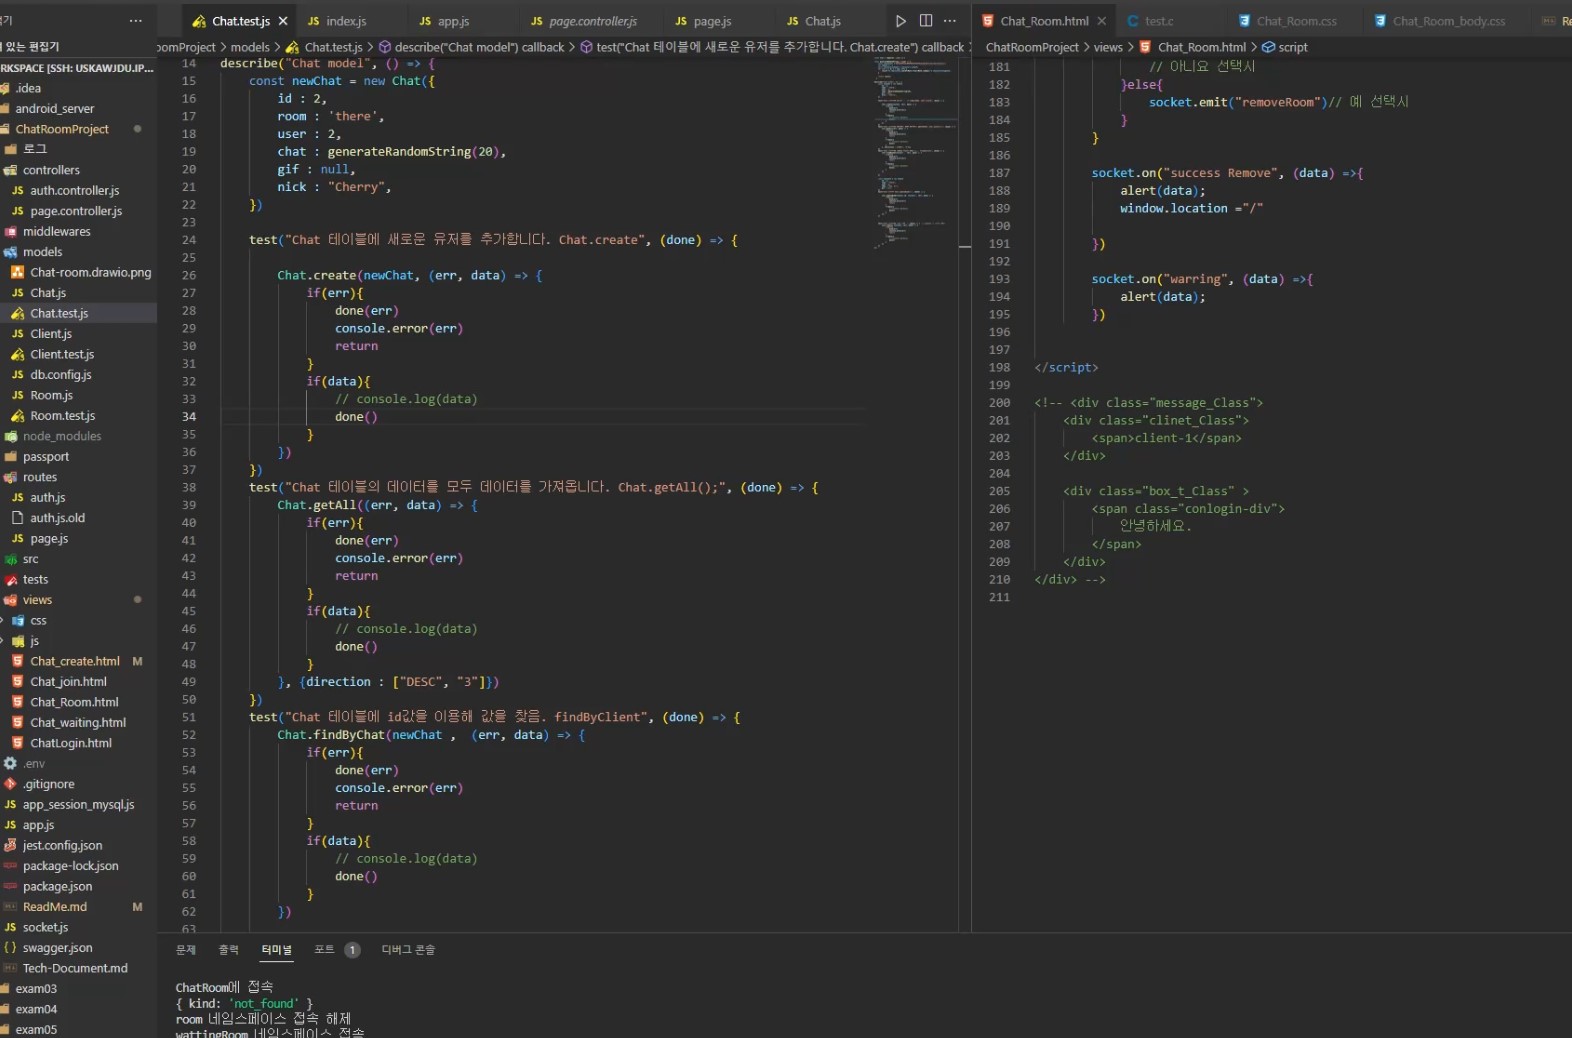 Chat.test.js
JS index.js
JS app.js
JS page.controller.js
JS page.js
JS Chat.js
Chat_Room.html
C test.c
Chat_Room.css
Chat_Room_body.css
Re
있는 편집기
RKSPACE [SSH: USKAWJDU.IP...
.idea
android_server
ChatRoomProject
로그
controllers
JS auth.controller.js
JS page.controller.js
middlewares
models
Chat-room.drawio.png
JS Chat.js
Chat.test.js
JS Client.js
Client.test.js
JS db.config.js
JS Room.js
Room.test.js
node_modules
passport
routes
JS auth.js
auth.js.old
JS page.js
src
tests
views
css
js
Chat_create.html M
Chat_join.html
Chat_Room.html
Chat_waiting.html
ChatLogin.html
.env
.gitignore
JS app_session_mysql.js
JS app.js
jest.config.json
package-lock.json
package.json
ReadMe.md M
JS socket.js
{ } swagger.json
Tech-Document.md
exam03
exam04
exam05
oomProject > models > Chat.test.js > describe("Chat model") callback > test("Chat 테이블에 새로운 유저를 추가합니다. Chat.create") callback
14 describe("Chat model", () => {
15 const newChat = new Chat({
16 id : 2,
17 room : 'there',
18 user : 2,
19 chat : generateRandomString(20),
20 gif : null,
21 nick : "Cherry",
22 })
23
24 test("Chat 테이블에 새로운 유저를 추가합니다. Chat.create", (done) => {
25
26 Chat.create(newChat, (err, data) => {
27 if(err){
28 done(err)
29 console.error(err)
30 return
31 }
32 if(data){
33 // console.log(data)
34 done()
35 }
36 })
37 })
38 test("Chat 테이블의 데이터를 모두 데이터를 가져옵니다. Chat.getAll();", (done) => {
39 Chat.getAll((err, data) => {
40 if(err){
41 done(err)
42 console.error(err)
43 return
44 }
45 if(data){
46 // console.log(data)
47 done()
48 }
49 }, {direction : ["DESC", "3"]})
50 })
51 test("Chat 테이블에 id값을 이용해 값을 찾음. findByClient", (done) => {
52 Chat.findByChat(newChat , (err, data) => {
53 if(err){
54 done(err)
55 console.error(err)
56 return
57 }
58 if(data){
59 // console.log(data)
60 done()
61 }
62 })
63
ChatRoomProject > views > Chat_Room.html > script
181 // 아니요 선택시
182 }else{
183 socket.emit("removeRoom")// 예 선택시
184 }
185 }
186
187 socket.on("success Remove", (data) =>{
188 alert(data);
189 window.location ="/"
190
191 })
192
193 socket.on("warring", (data) =>{
194 alert(data);
195 })
196
197
198 </script>
199
200 <!-- <div class="message_Class">
201 <div class="clinet_Class">
202 <span>client-1</span>
203 </div>
204
205 <div class="box_t_Class" >
206 <span class="conlogin-div">
207 안녕하세요.
208 </span>
209 </div>
210 </div> -->
211
문제 출력 터미널 포트 1 디버그 콘솔
ChatRoom에 접속
{ kind: 'not_found' }
room 네임스페이스 접속 해제
wattingRoom 네임스페이스 접속